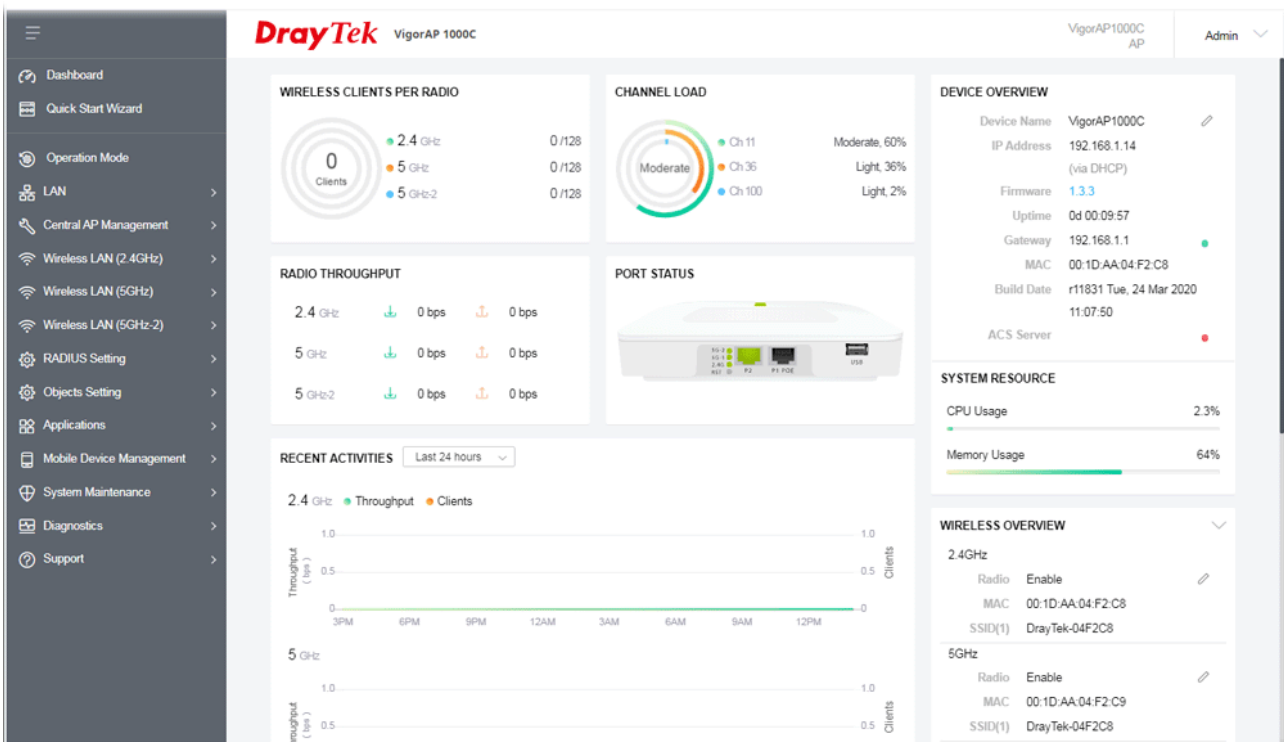 DrayTek VigorAP 1000C
VigorAP1000C
AP
Admin
Dashboard
Quick Start Wizard
Operation Mode
LAN
Central AP Management
Wireless LAN (2.4GHz)
Wireless LAN (5GHz)
Wireless LAN (5GHz-2)
RADIUS Setting
Objects Setting
Applications
Mobile Device Management
System Maintenance
Diagnostics
Support
WIRELESS CLIENTS PER RADIO
0
Clients
2.4 GHz 0 /128
5 GHz 0 /128
5 GHz-2 0 /128
CHANNEL LOAD
Moderate
Ch 11 Moderate, 60%
Ch 36 Light, 36%
Ch 100 Light, 2%
RADIO THROUGHPUT
2.4 GHz 0 bps 0 bps
5 GHz 0 bps 0 bps
5 GHz-2 0 bps 0 bps
PORT STATUS
5G-2
5G-1
2.4G
RST P2 P1 POE USB
RECENT ACTIVITIES Last 24 hours
2.4 GHz Throughput Clients
Throughput
( bps )
1.0 1.0
0.5 0.5
0 0
Clients
3PM 6PM 9PM 12AM 3AM 6AM 9AM 12PM
5 GHz
1.0 1.0
0.5 0.5
( bps )
Clients
DEVICE OVERVIEW
Device Name VigorAP1000C
IP Address 192.168.1.14
(via DHCP)
Firmware 1.3.3
Uptime 0d 00:09:57
Gateway 192.168.1.1
MAC 00:1D:AA:04:F2:C8
Build Date r11831 Tue, 24 Mar 2020
11:07:50
ACS Server
SYSTEM RESOURCE
CPU Usage 2.3%
Memory Usage 64%
WIRELESS OVERVIEW
2.4GHz
Radio Enable
MAC 00:1D:AA:04:F2:C8
SSID(1) DrayTek-04F2C8
5GHz
Radio Enable
MAC 00:1D:AA:04:F2:C9
SSID(1) DrayTek-04F2C8